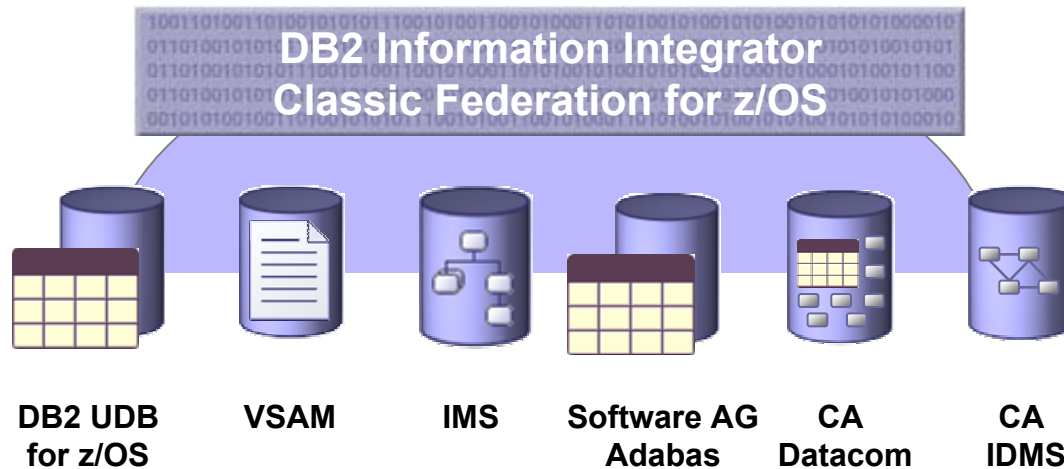 DB2 Information Integrator
Classic Federation for z/OS
DB2 UDB
for z/OS
VSAM
IMS
Software AG
Adabas
CA
Datacom
CA
IDMS